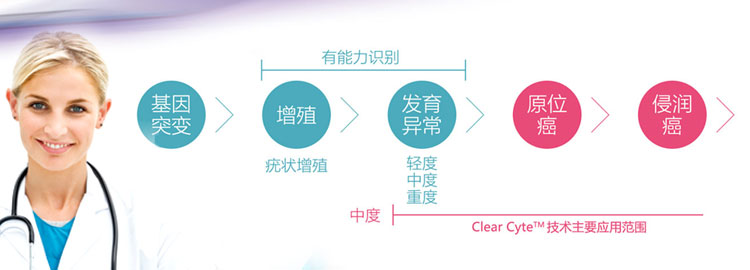 有能力识别
基因
突变
增殖
发育
异常
原位
癌
侵润
癌
疣状增殖
轻度
中度
重度
中度
Clear Cyte™ 技术主要应用范围